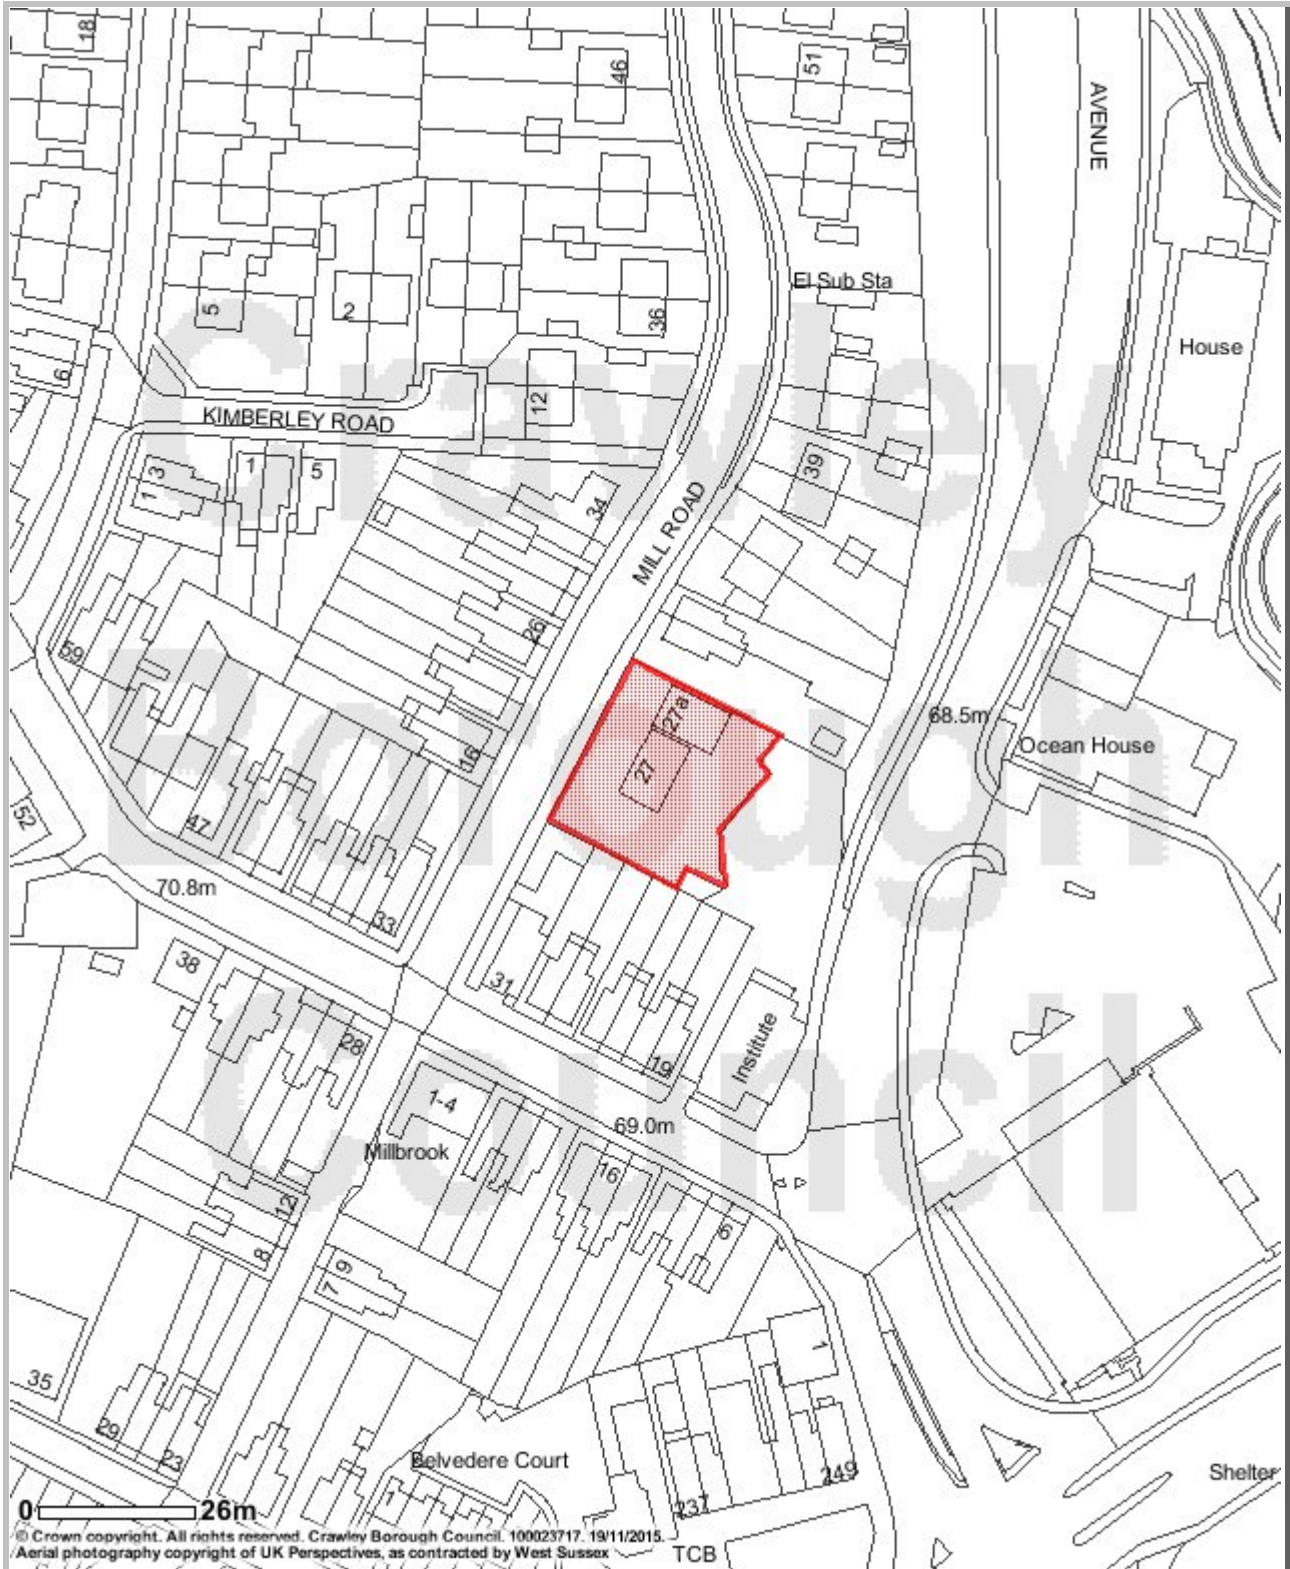 18
46
51
AVENUE
El Sub Sta
5
2
36
House
6
KIMBERLEY ROAD
12
1
3
1
5
39
34
MILL ROAD
26
59
27a
68.5m
Ocean House
16
27
52
47
70.8m
33
38
31
28
19
Institute
1-4
69.0m
Millbrook
16
12
6
8
7
9
1
35
29
23
Belvedere Court
249
237
1
Shelter
TCB
Crawley
Borough
Council
0 26m
© Crown copyright. All rights reserved. Crawley Borough Council. 100023717. 19/11/2015.
Aerial photography copyright of UK Perspectives, as contracted by West Sussex